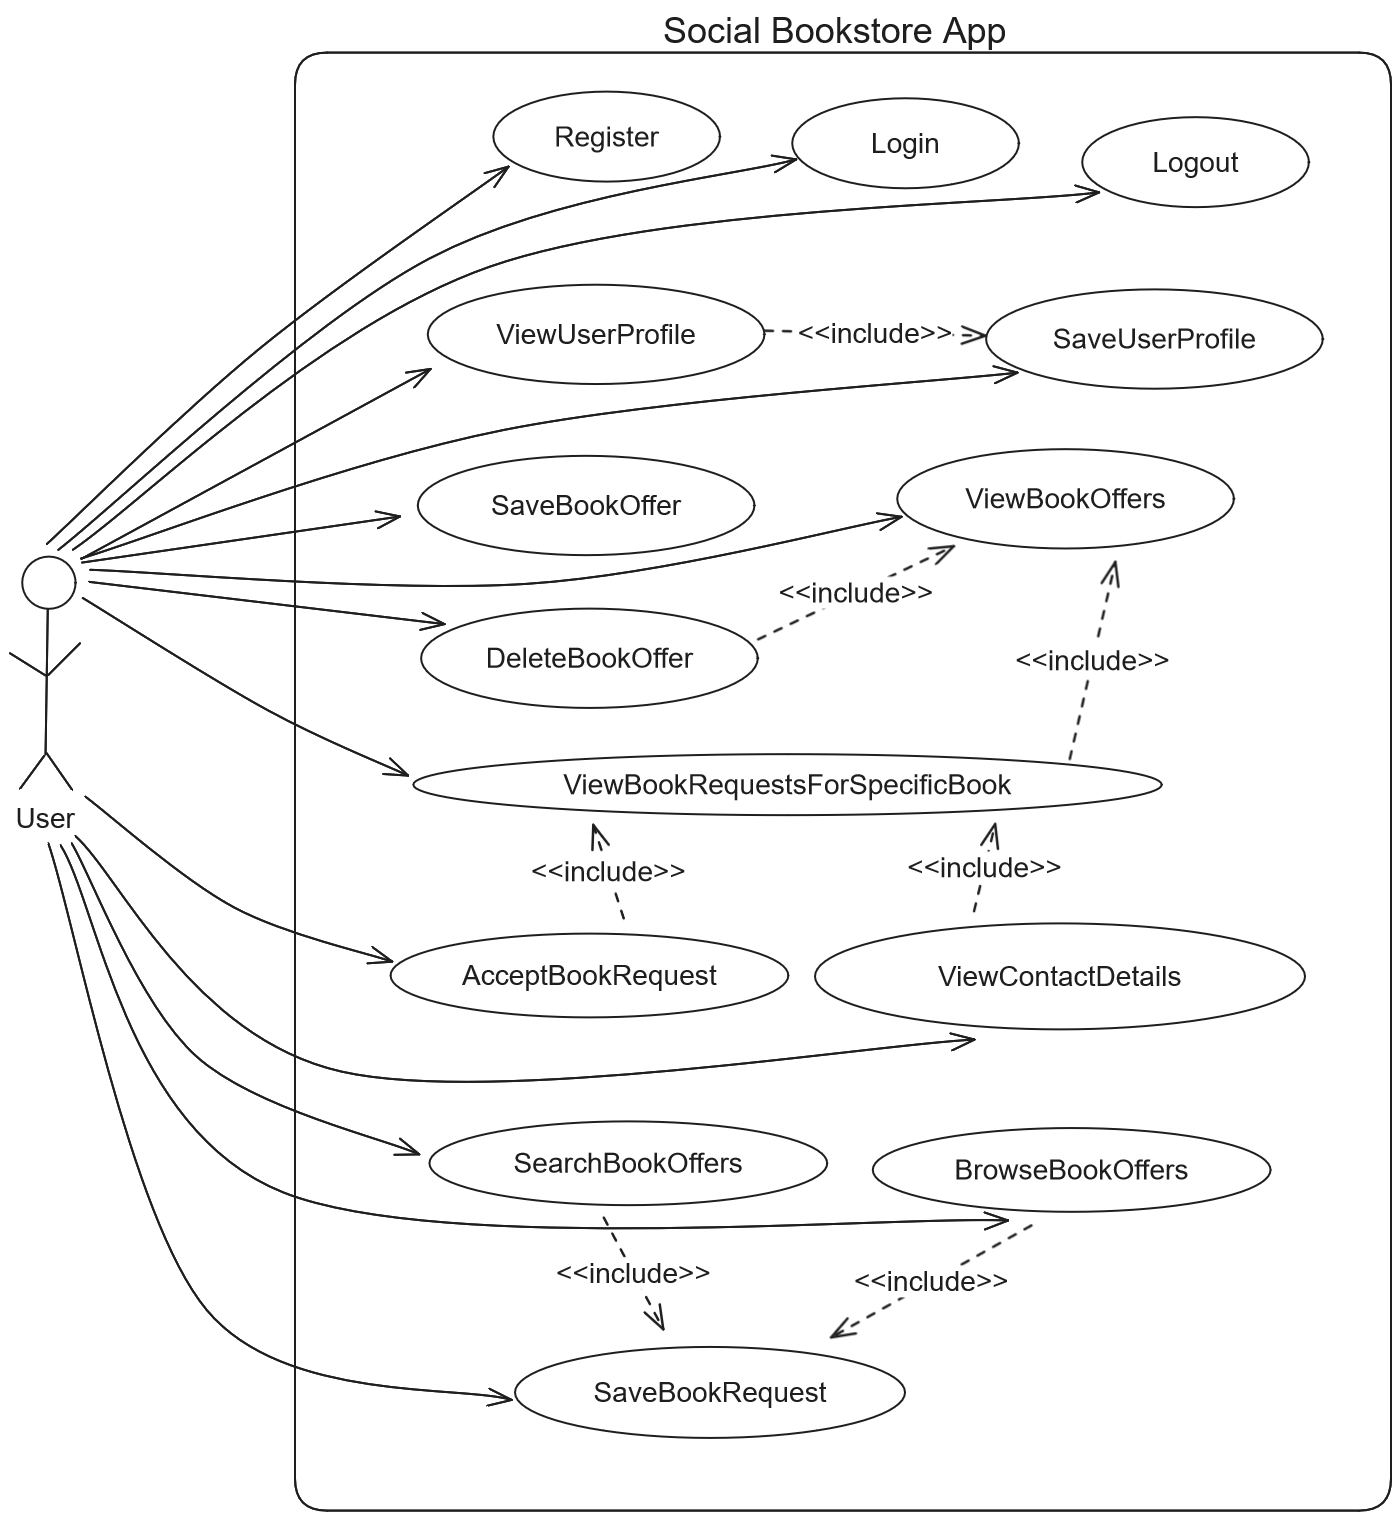 Social Bookstore App
Register
Login
Logout
ViewUserProfile
<<include>>
SaveUserProfile
SaveBookOffer
ViewBookOffers
<<include>>
DeleteBookOffer
<<include>>
ViewBookRequestsForSpecificBook
User
<<include>>
<<include>>
AcceptBookRequest
ViewContactDetails
SearchBookOffers
BrowseBookOffers
<<include>>
<<include>>
SaveBookRequest